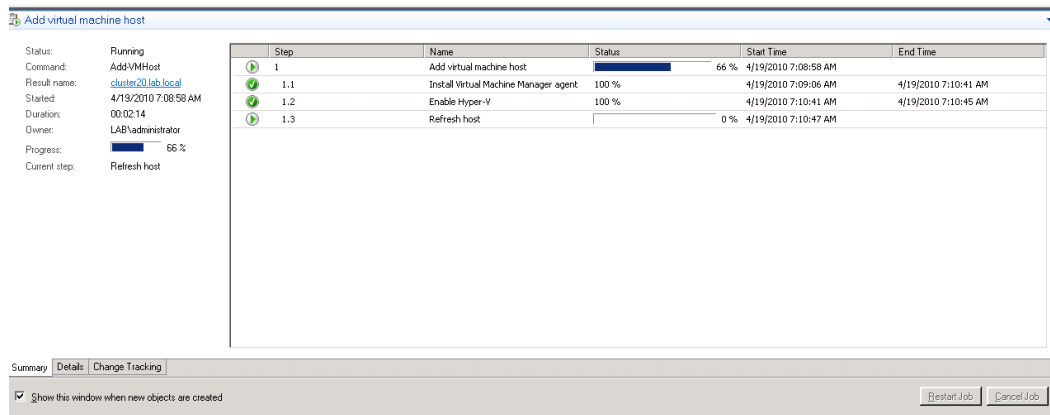 Add virtual machine host
Status: Running
Command: Add-VMHost
Result name: cluster20.lab.local
Started: 4/19/2010 7:08:58 AM
Duration: 00:02:14
Owner: LAB\administrator
Progress: 66 %
Current step: Refresh host
Step Name Status Start Time End Time
1 Add virtual machine host 66 % 4/19/2010 7:08:58 AM
1.1 Install Virtual Machine Manager agent 100 % 4/19/2010 7:09:06 AM 4/19/2010 7:10:41 AM
1.2 Enable Hyper-V 100 % 4/19/2010 7:10:41 AM 4/19/2010 7:10:45 AM
1.3 Refresh host 0 % 4/19/2010 7:10:47 AM
Summary Details Change Tracking
Show this window when new objects are created Restart Job Cancel Job